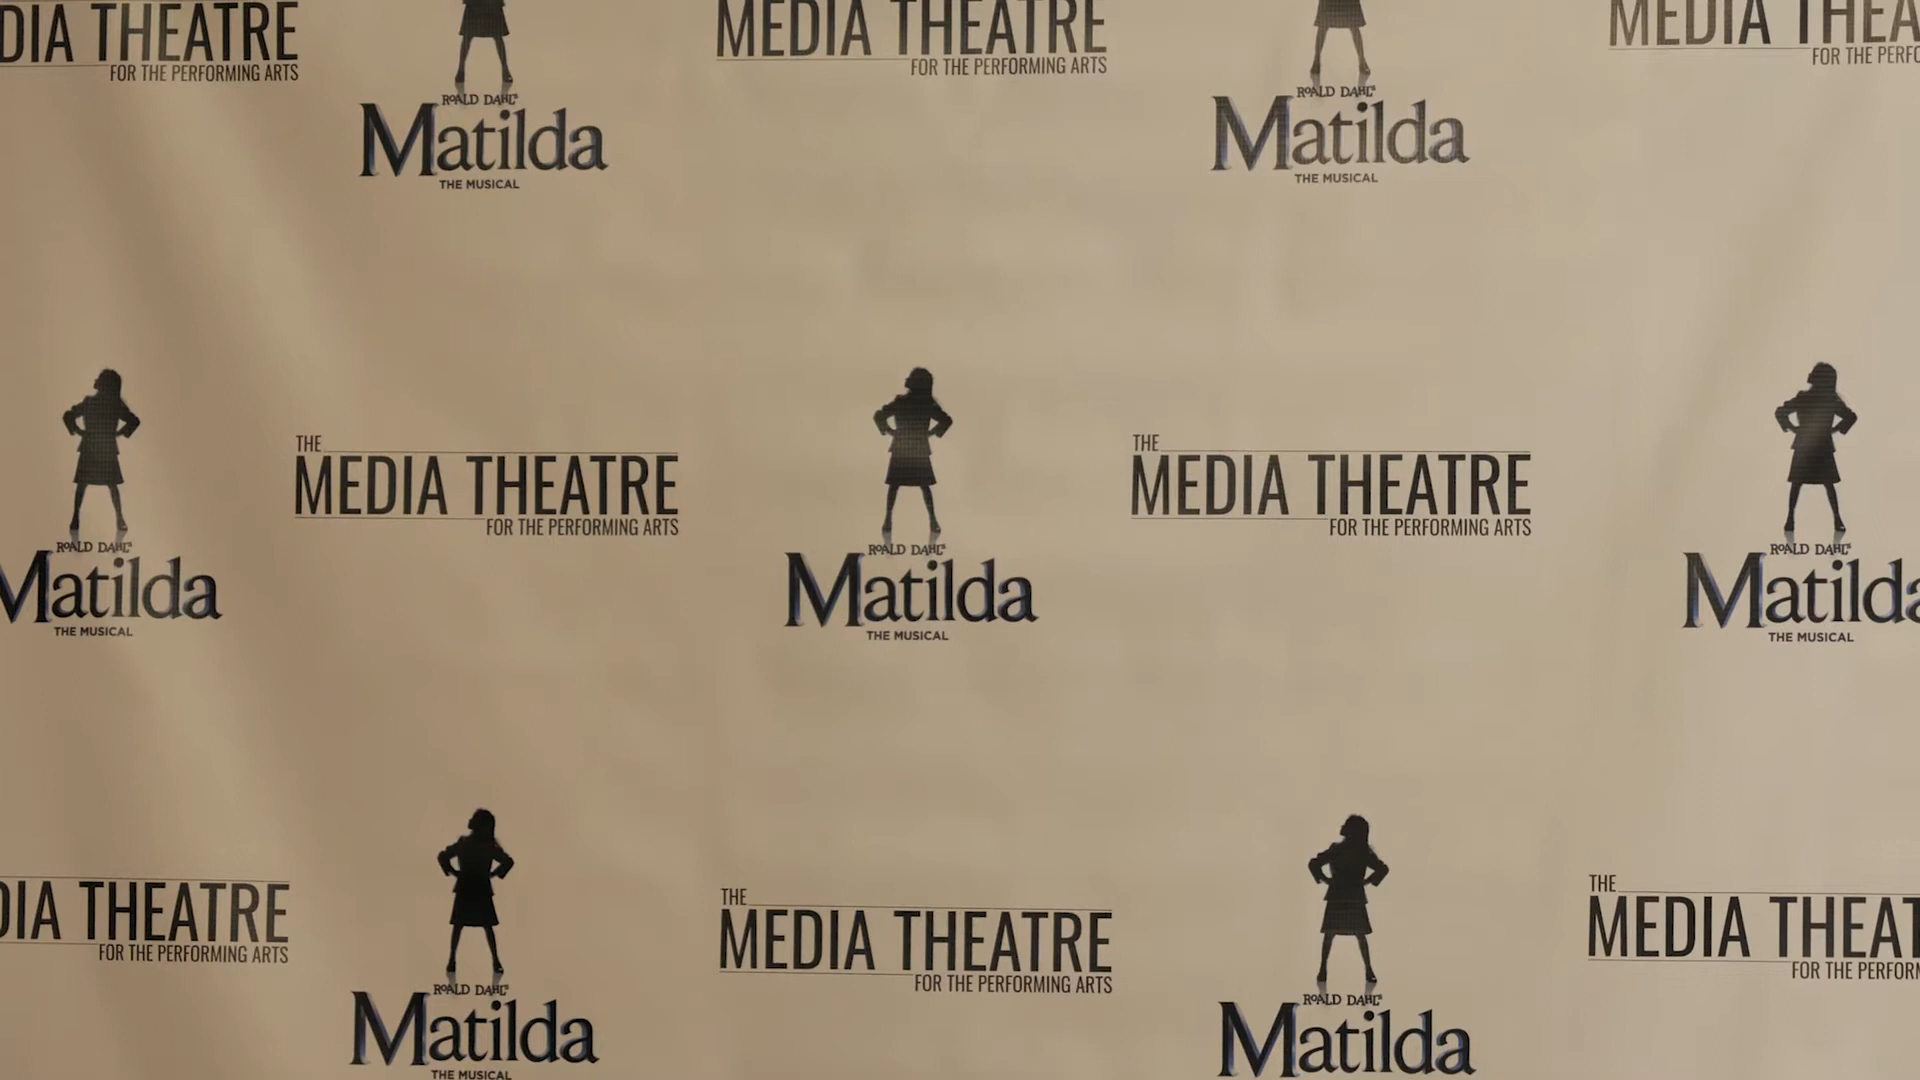 DIA THEATRE
FOR THE PERFORMING ARTS
ROALD DAHL'S
Matilda
THE MUSICAL
MEDIA THEATRE
FOR THE PERFORMING ARTS
ROALD DAHL'S
Matilda
THE MUSICAL
MEDIA THEA
FOR THE PERFO
ROALD DAHL'S
Matilda
THE MUSICAL
THE
MEDIA THEATRE
FOR THE PERFORMING ARTS
ROALD DAHL'S
Matilda
THE MUSICAL
THE
MEDIA THEATRE
FOR THE PERFORMING ARTS
ROALD DAHL'S
Matilda
THE MUSICAL
DIA THEATRE
FOR THE PERFORMING ARTS
ROALD DAHL'S
Matilda
THE MUSICAL
THE
MEDIA THEATRE
FOR THE PERFORMING ARTS
ROALD DAHL'S
Matilda
THE
MEDIA THEAT
FOR THE PERFORM